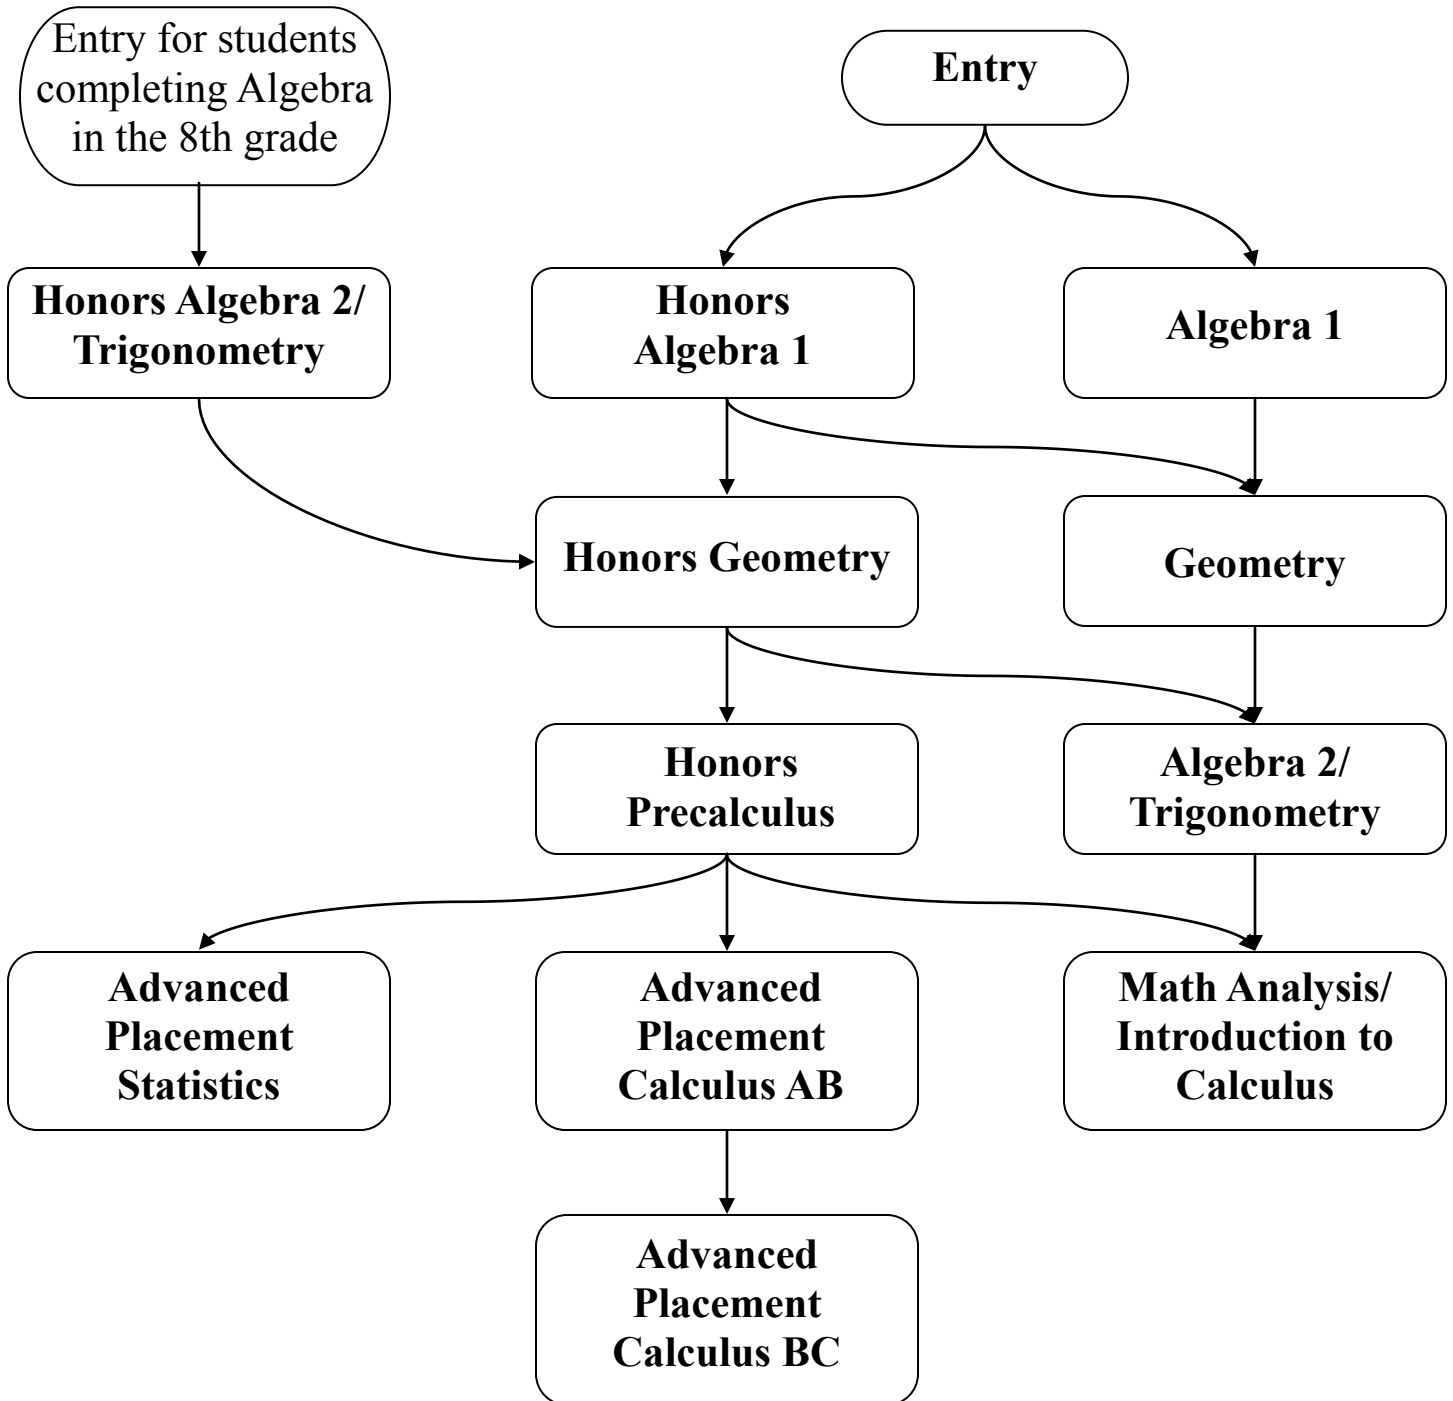 Entry for students
completing Algebra
in the 8th grade
Entry
Honors Algebra 2/
Trigonometry
Honors
Algebra 1
Algebra 1
Honors Geometry
Geometry
Honors
Precalculus
Algebra 2/
Trigonometry
Advanced
Placement
Statistics
Advanced
Placement
Calculus AB
Math Analysis/
Introduction to
Calculus
Advanced
Placement
Calculus BC